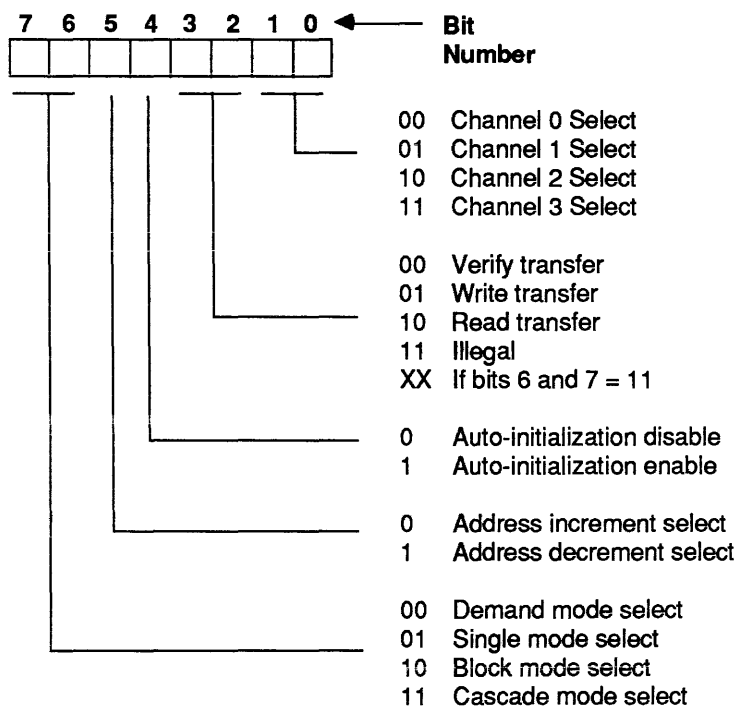 7 6 5 4 3 2 1 0 Bit
Number
00 Channel 0 Select
01 Channel 1 Select
10 Channel 2 Select
11 Channel 3 Select
00 Verify transfer
01 Write transfer
10 Read transfer
11 Illegal
XX If bits 6 and 7 = 11
0 Auto-initialization disable
1 Auto-initialization enable
0 Address increment select
1 Address decrement select
00 Demand mode select
01 Single mode select
10 Block mode select
11 Cascade mode select